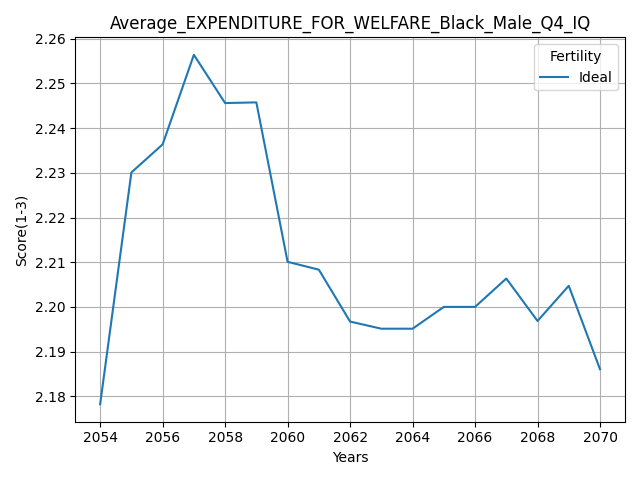 Average_EXPENDITURE_FOR_WELFARE_Black_Male_Q4_IQ
Fertility
Ideal
Score(1-3)
2.26
2.25
2.24
2.23
2.22
2.21
2.20
2.19
2.18
2054 2056 2058 2060 2062 2064 2066 2068 2070
Years